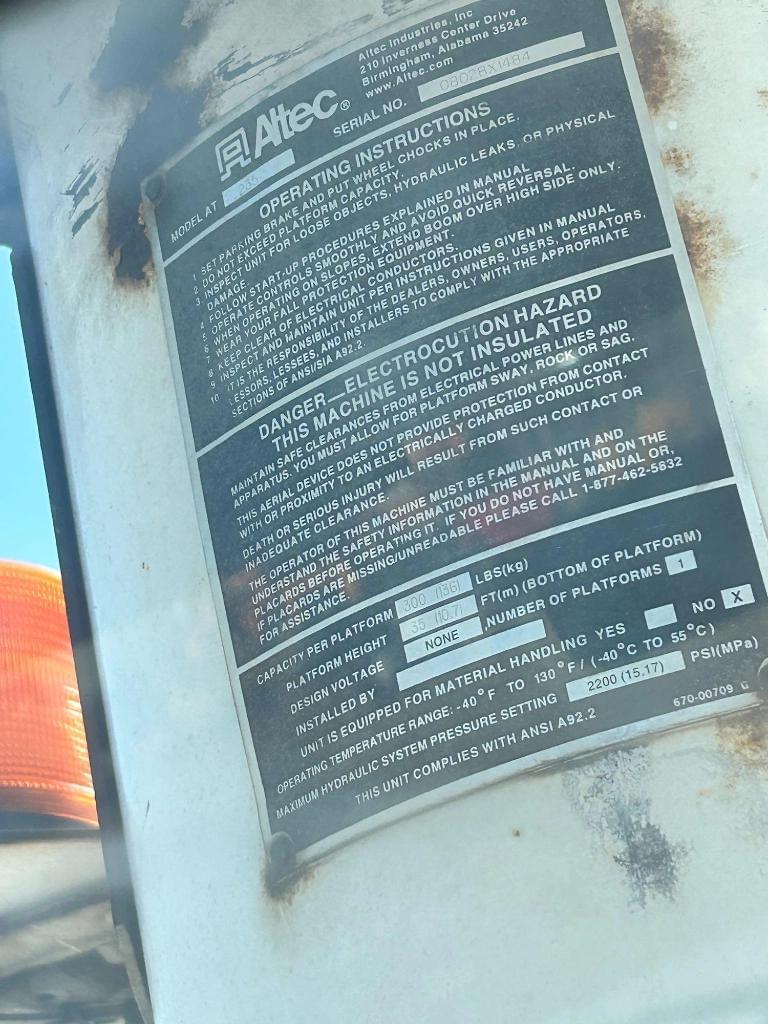 Altec Industries, Inc
210 Inverness Center Drive
Birmingham, Alabama 35242
www.Altec.com
Altec®
SERIAL NO. 0802BX1484
MODEL AT 235
OPERATING INSTRUCTIONS
1 SET PARKING BRAKE AND PUT WHEEL CHOCKS IN PLACE.
2 DO NOT EXCEED PLATFORM CAPACITY.
3 INSPECT UNIT FOR LOOSE OBJECTS, HYDRAULIC LEAKS, OR PHYSICAL
DAMAGE.
4 FOLLOW START-UP PROCEDURES EXPLAINED IN MANUAL
5 OPERATE CONTROLS SMOOTHLY AND AVOID QUICK REVERSAL.
6 WHEN OPERATING ON SLOPES, EXTEND BOOM OVER HIGH SIDE ONLY.
7 WEAR YOUR FALL PROTECTION EQUIPMENT.
8 KEEP CLEAR OF ELECTRICAL CONDUCTORS.
9 INSPECT AND MAINTAIN UNIT PER INSTRUCTIONS GIVEN IN MANUAL
10 IT IS THE RESPONSIBILITY OF THE DEALERS, OWNERS, USERS, OPERATORS,
LESSORS, LESSEES, AND INSTALLERS TO COMPLY WITH THE APPROPRIATE
SECTIONS OF ANSI/SIA A92.2.
DANGER—ELECTROCUTION HAZARD
THIS MACHINE IS NOT INSULATED
MAINTAIN SAFE CLEARANCES FROM ELECTRICAL POWER LINES AND
APPARATUS. YOU MUST ALLOW FOR PLATFORM SWAY, ROCK OR SAG.
THIS AERIAL DEVICE DOES NOT PROVIDE PROTECTION FROM CONTACT
WITH OR PROXIMITY TO AN ELECTRICALLY CHARGED CONDUCTOR.
DEATH OR SERIOUS INJURY WILL RESULT FROM SUCH CONTACT OR
INADEQUATE CLEARANCE.
THE OPERATOR OF THIS MACHINE MUST BE FAMILIAR WITH AND
UNDERSTAND THE SAFETY INFORMATION IN THE MANUAL AND ON THE
PLACARDS BEFORE OPERATING IT. IF YOU DO NOT HAVE MANUAL OR,
IF PLACARDS ARE MISSING/UNREADABLE PLEASE CALL 1-877-462-5832
FOR ASSISTANCE.
CAPACITY PER PLATFORM 300 (136) LBS(kg)
PLATFORM HEIGHT 35 (10.7) FT(m) (BOTTOM OF PLATFORM)
DESIGN VOLTAGE NONE NUMBER OF PLATFORMS 1
INSTALLED BY
UNIT IS EQUIPPED FOR MATERIAL HANDLING YES NO X
OPERATING TEMPERATURE RANGE: -40°F TO 130°F/(-40°C TO 55°C)
MAXIMUM HYDRAULIC SYSTEM PRESSURE SETTING 2200 (15.17) PSI(MPa)
THIS UNIT COMPLIES WITH ANSI A92.2
670-00709 G